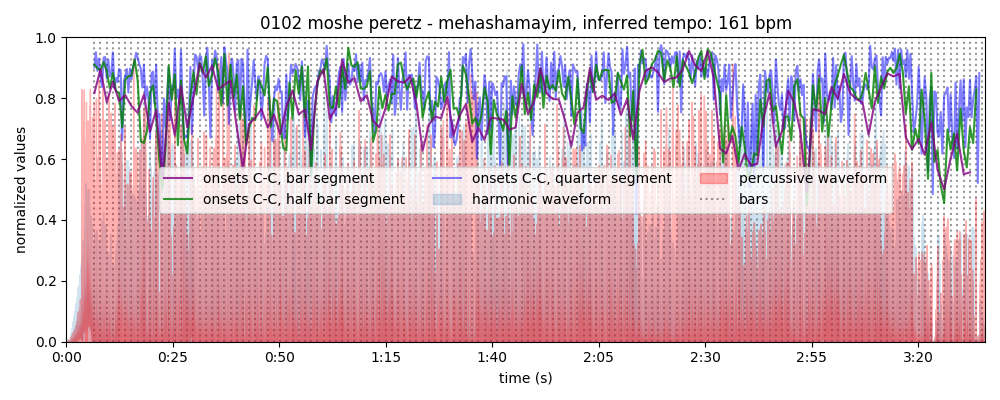 0102 moshe peretz - mehashamayim, inferred tempo: 161 bpm
1.0
0.8
0.6
0.4
0.2
0.0
normalized values
onsets C-C, bar segment
onsets C-C, half bar segment
onsets C-C, quarter segment
harmonic waveform
percussive waveform
bars
0:00 0:25 0:50 1:15 1:40 2:05 2:30 2:55 3:20
time (s)